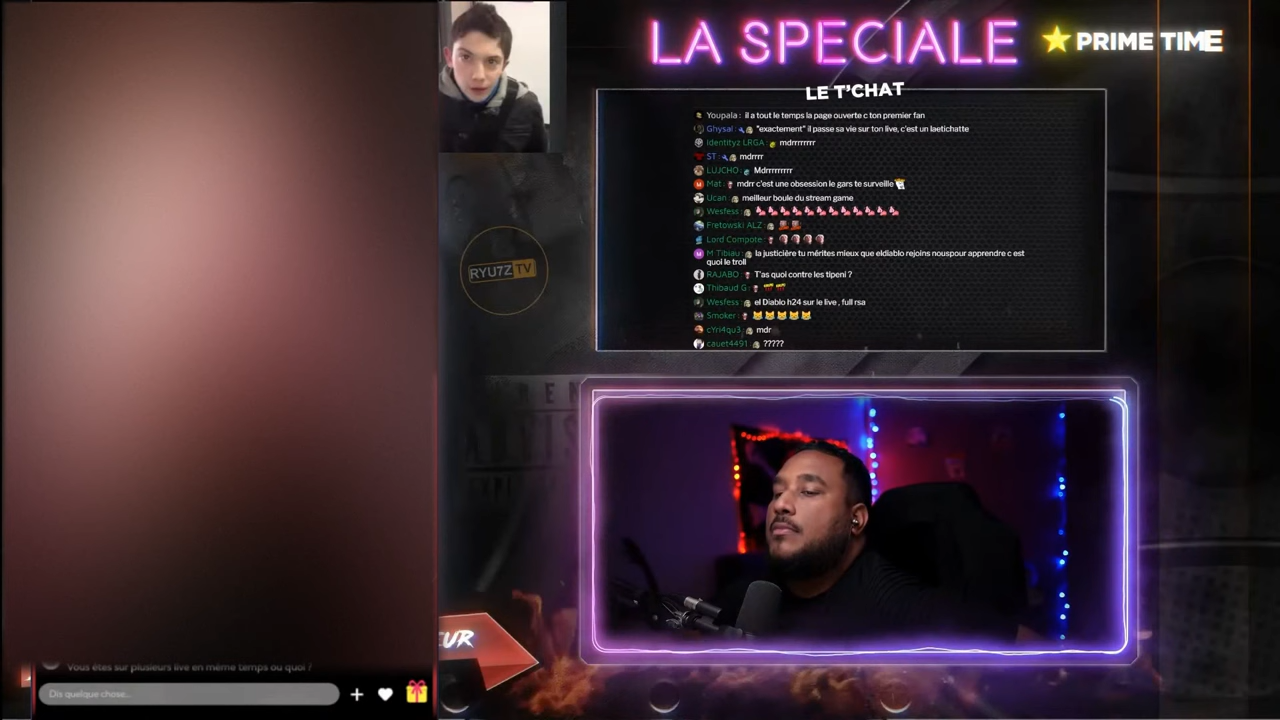 LA SPECIALE
PRIME TIME
LE T'CHAT
Youpala : il a tout le temps la page ouverte c ton premier fan
Ghysal : "exactement" il passe sa vie sur ton live, c'est un laetichatte
Identityz LRGA : mdrrrrrrrr
ST : mdrrrr
LUJCHO : Mdrrrrrrrr
Mat : mdrr c'est une obsession le gars te surveille
Ucan meilleur boule du stream game
Wesfess :
Fretowski ALZ :
Lord Compote :
M Tibiau : la justicière tu mérites mieux que eldiablo rejoins nouspour apprendre c est
quoi le troll
RAJABO : T'as quoi contre les tipeni ?
Thibaud G :
Wesfess : el Diablo h24 sur le live , full rsa
Smoker :
cYri4qu3 mdr
cauet4491 : ?????
RYU7Z TV
EUR
Vous êtes sur plusieurs live en même temps ou quoi ?
Dis quelque chose...